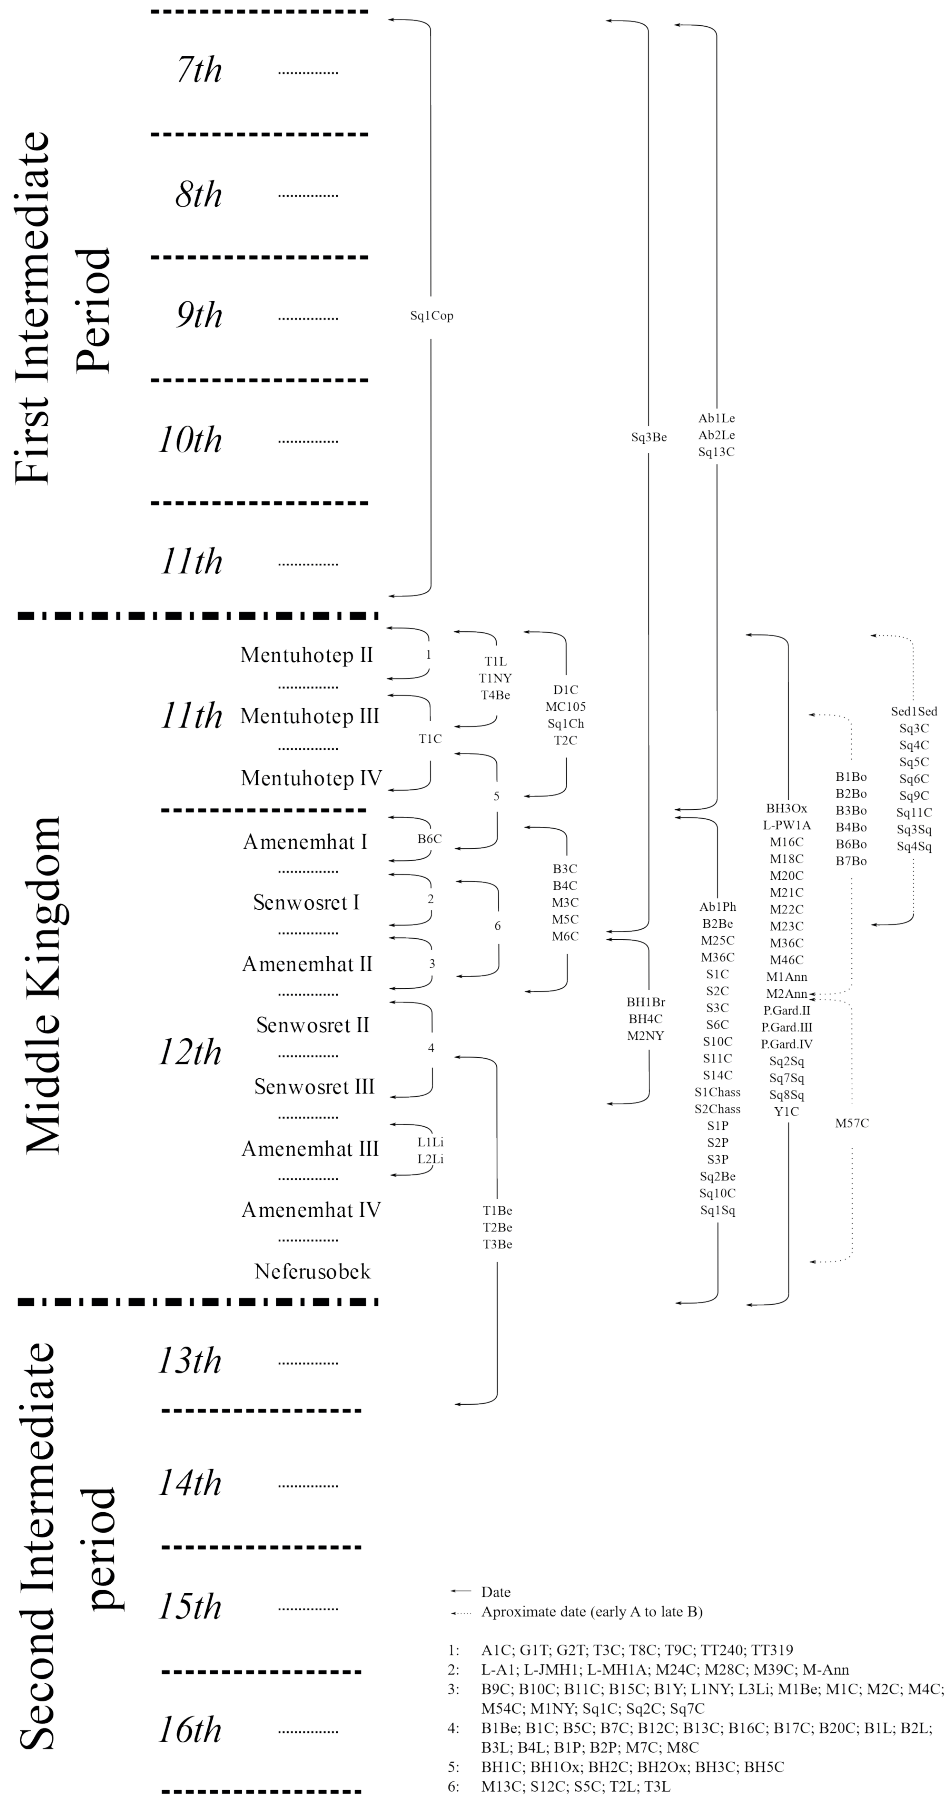 First Intermediate
Period
7th
8th
9th
10th
11th
Sq1Cop
Sq3Be
Ab1Le
Ab2Le
Sq13C
Middle Kingdom
11th
Mentuhotep II
Mentuhotep III
Mentuhotep IV
12th
Amenemhat I
Senwosret I
Amenemhat II
Senwosret II
Senwosret III
Amenemhat III
Amenemhat IV
Neferusobek
1
T1C
B6C
2
3
4
L1Li
L2Li
T1L
T1NY
T4Be
5
6
T1Be
T2Be
T3Be
D1C
MC105
Sq1Ch
T2C
B3C
B4C
M3C
M5C
M6C
BH1Br
BH4C
M2NY
Ab1Ph
B2Be
M25C
M36C
S1C
S2C
S3C
S6C
S10C
S11C
S14C
S1Chass
S2Chass
S1P
S2P
S3P
Sq2Be
Sq10C
Sq1Sq
BH3Ox
L-PW1A
M16C
M18C
M20C
M21C
M22C
M23C
M36C
M46C
M1Ann
M2Ann
P.Gard.II
P.Gard.III
P.Gard.IV
Sq2Sq
Sq7Sq
Sq8Sq
Y1C
B1Bo
B2Bo
B3Bo
B4Bo
B6Bo
B7Bo
M57C
Sed1Sed
Sq3C
Sq4C
Sq5C
Sq6C
Sq9C
Sq11C
Sq3Sq
Sq4Sq
Second Intermediate
period
13th
14th
15th
16th
Date
Aproximate date (early A to late B)
1: A1C; G1T; G2T; T3C; T8C; T9C; TT240; TT319
2: L-A1; L-JMH1; L-MH1A; M24C; M28C; M39C; M-Ann
3: B9C; B10C; B11C; B15C; B1Y; L1NY; L3Li; M1Be; M1C; M2C; M4C;
M54C; M1NY; Sq1C; Sq2C; Sq7C
4: B1Be; B1C; B5C; B7C; B12C; B13C; B16C; B17C; B20C; B1L; B2L;
B3L; B4L; B1P; B2P; M7C; M8C
5: BH1C; BH1Ox; BH2C; BH2Ox; BH3C; BH5C
6: M13C; S12C; S5C; T2L; T3L